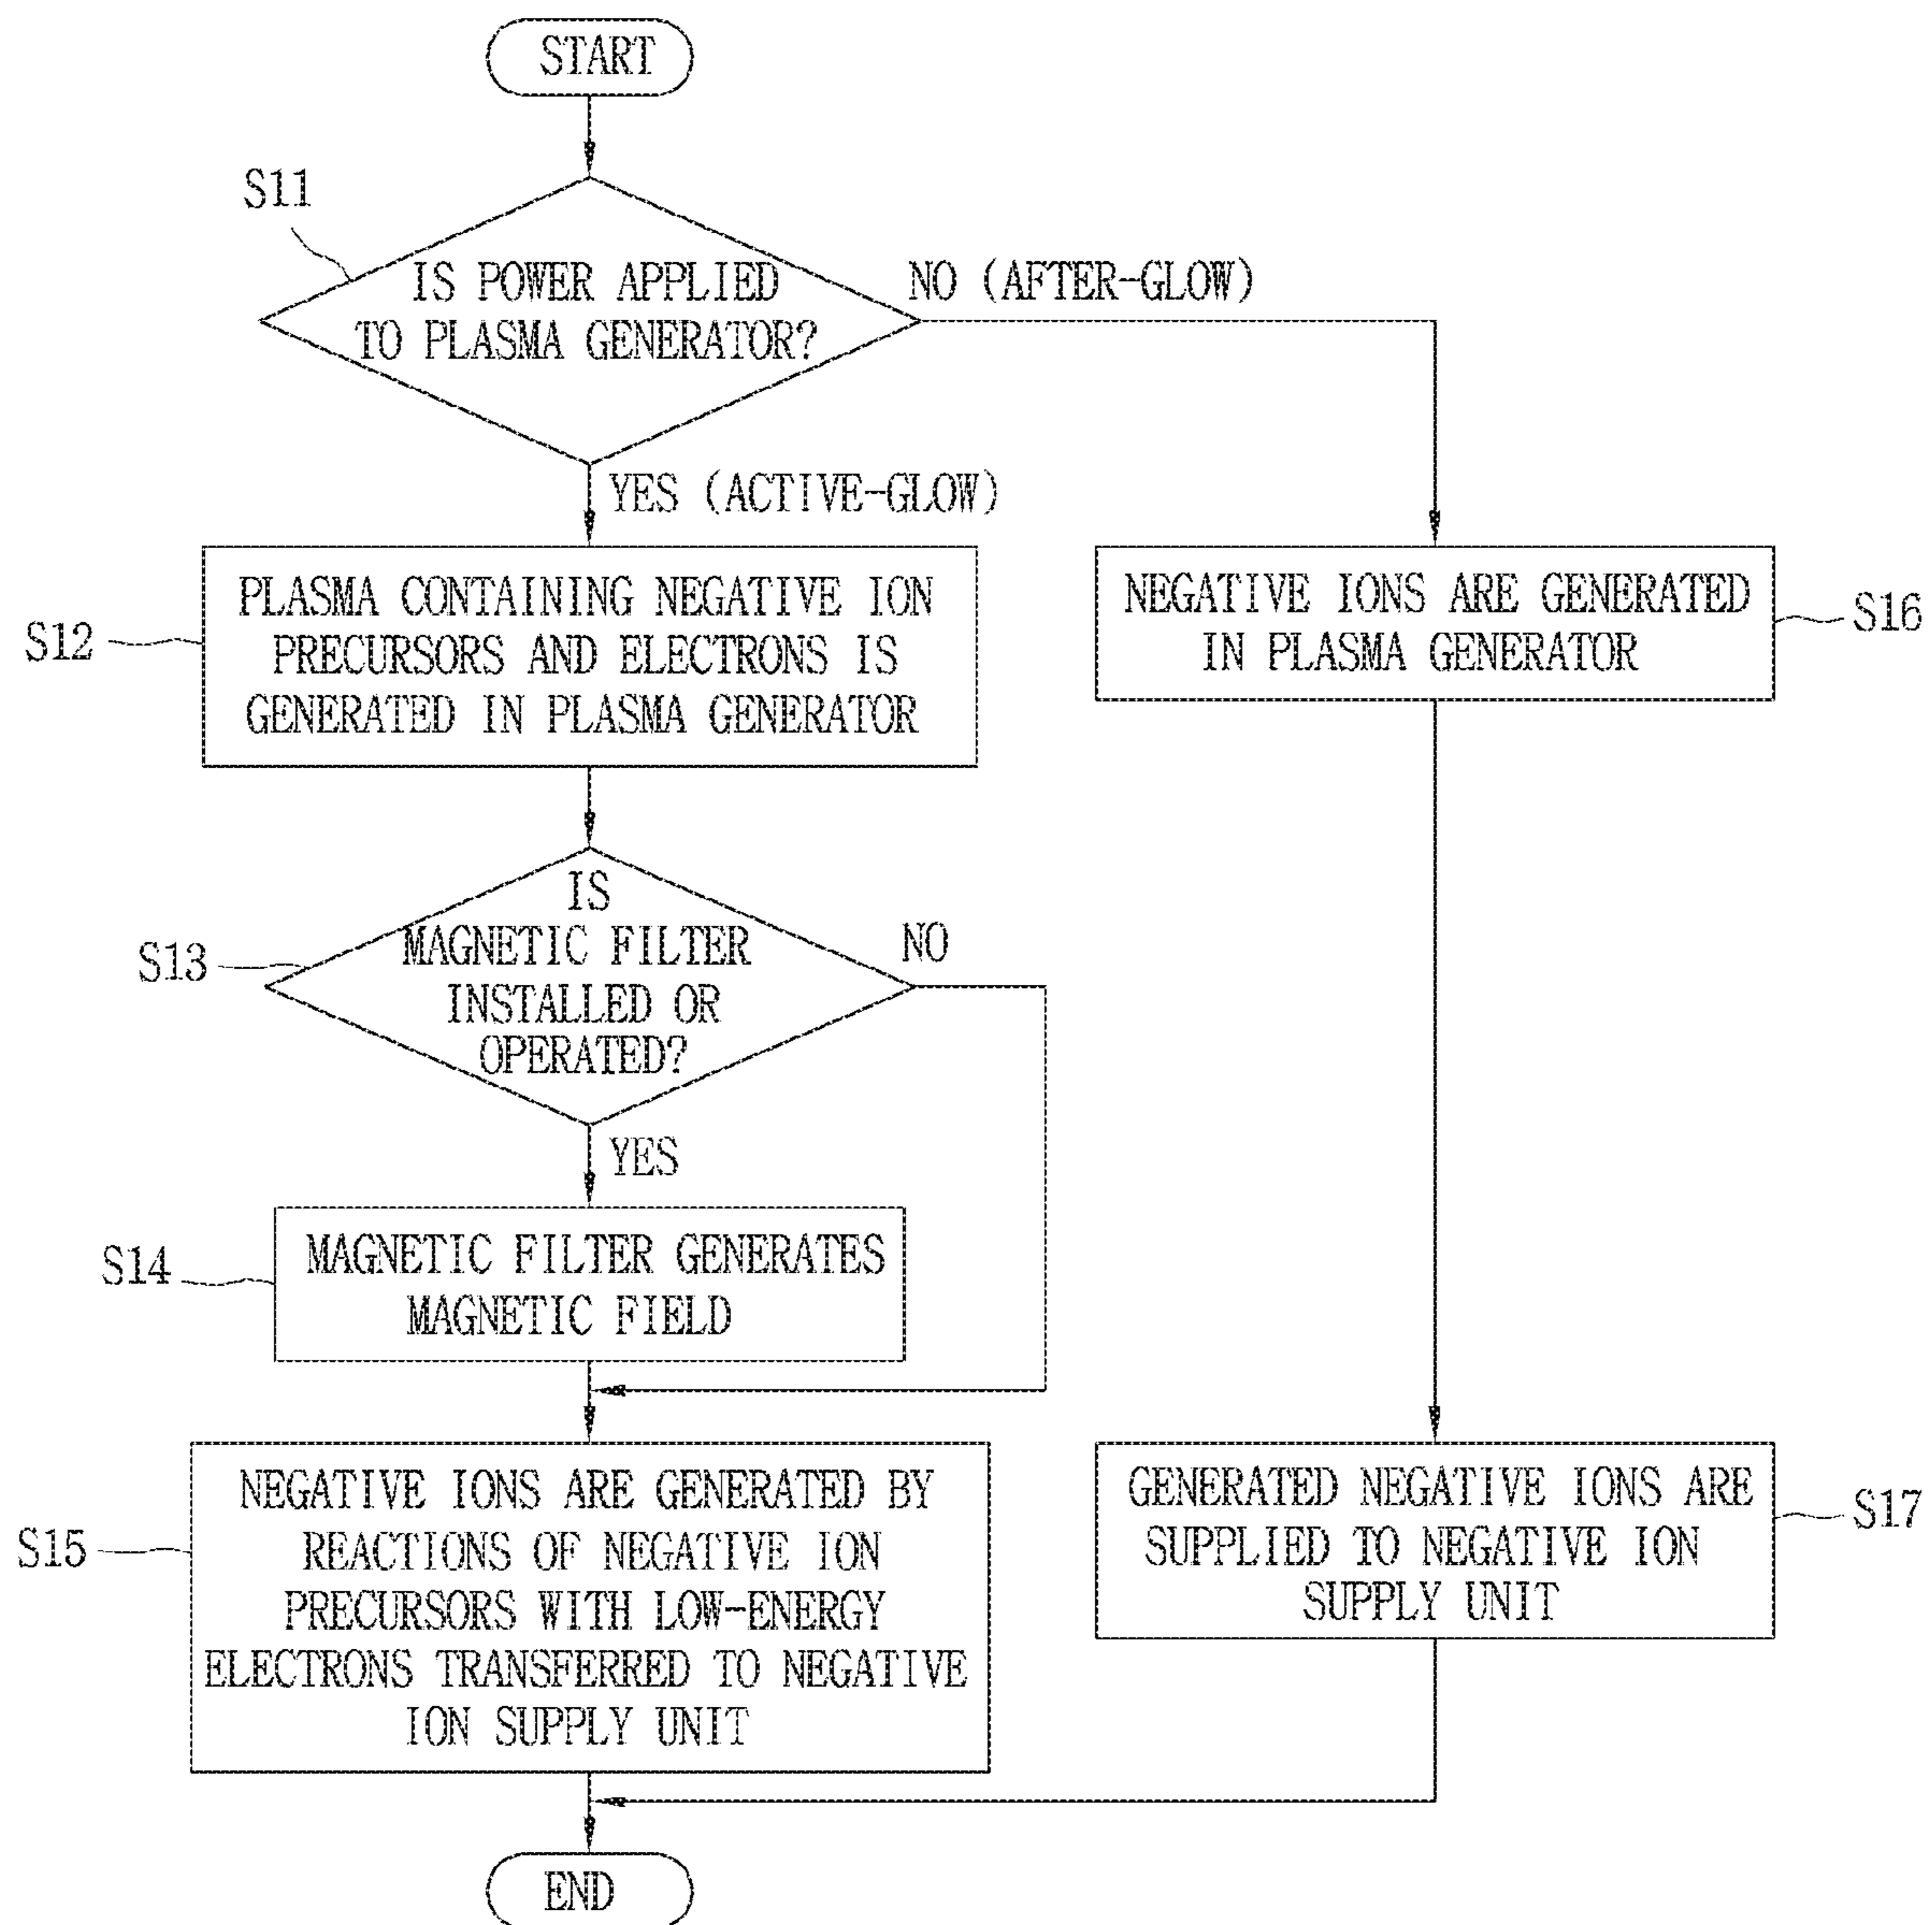 START
S11
IS POWER APPLIED
TO PLASMA GENERATOR?
NO (AFTER-GLOW)
YES (ACTIVE-GLOW)
S12
PLASMA CONTAINING NEGATIVE ION
PRECURSORS AND ELECTRONS IS
GENERATED IN PLASMA GENERATOR
NEGATIVE IONS ARE GENERATED
IN PLASMA GENERATOR
S16
S13
IS
MAGNETIC FILTER
INSTALLED OR
OPERATED?
NO
YES
S14
MAGNETIC FILTER GENERATES
MAGNETIC FIELD
S15
NEGATIVE IONS ARE GENERATED BY
REACTIONS OF NEGATIVE ION
PRECURSORS WITH LOW-ENERGY
ELECTRONS TRANSFERRED TO NEGATIVE
ION SUPPLY UNIT
GENERATED NEGATIVE IONS ARE
SUPPLIED TO NEGATIVE ION
SUPPLY UNIT
S17
END